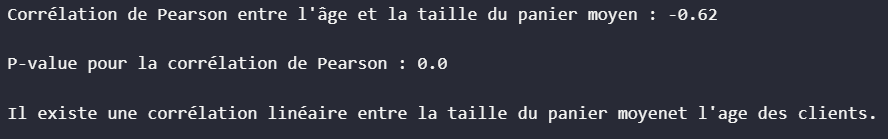 Corrélation de Pearson entre l'âge et la taille du panier moyen : -0.62
P-value pour la corrélation de Pearson : 0.0
Il existe une corrélation linéaire entre la taille du panier moyenet l'age des clients.